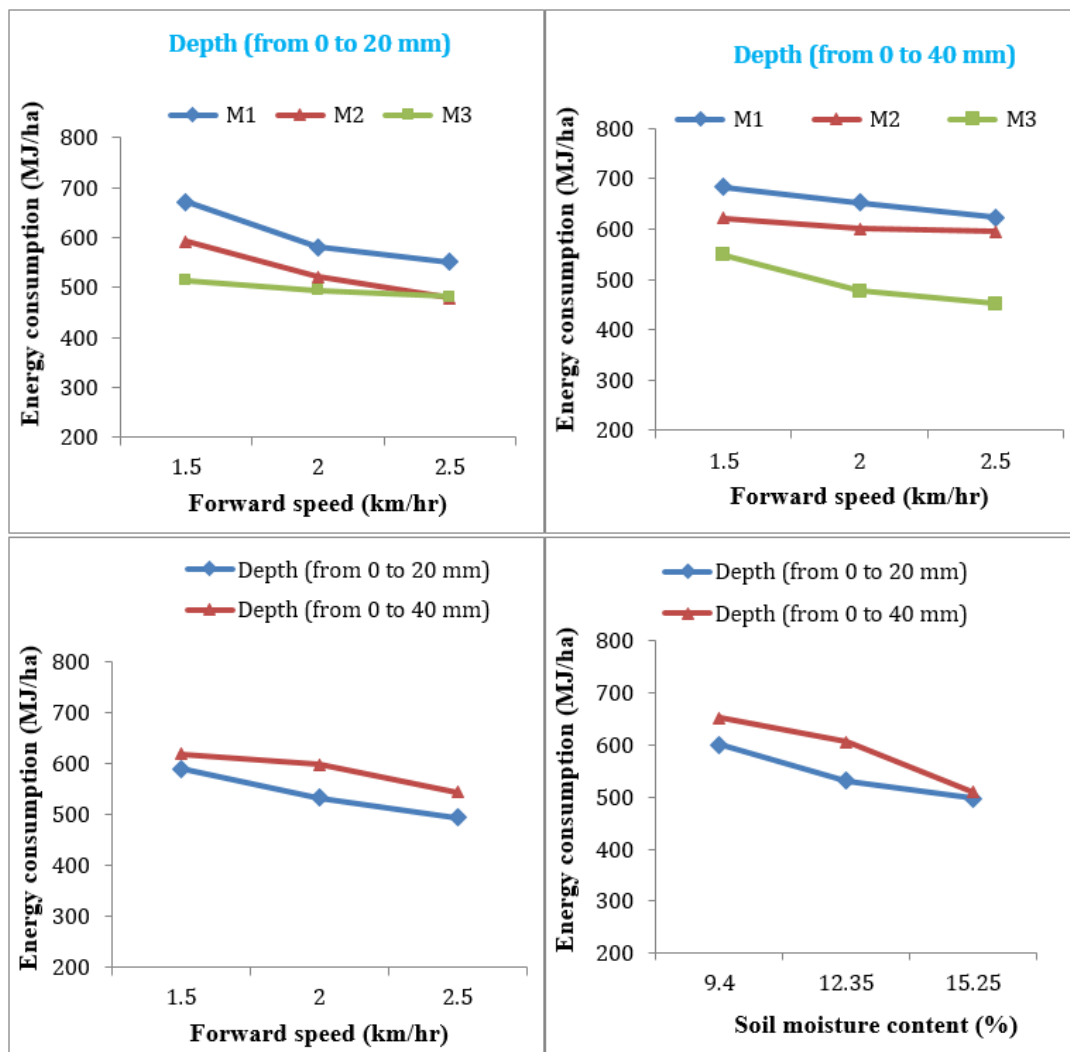 Depth (from 0 to 20 mm)
M1 M2 M3
Energy consumption (MJ/ha)
800
700
600
500
400
300
200
1.5 2 2.5
Forward speed (km/hr)
Depth (from 0 to 40 mm)
M1 M2 M3
Energy consumption (MJ/ha)
800
700
600
500
400
300
200
1.5 2 2.5
Forward speed (km/hr)
Depth (from 0 to 20 mm)
Depth (from 0 to 40 mm)
Energy consumption (MJ/ha)
800
700
600
500
400
300
200
1.5 2 2.5
Forward speed (km/hr)
Depth (from 0 to 20 mm)
Depth (from 0 to 40 mm)
Energy consumption (MJ/ha)
800
700
600
500
400
300
200
9.4 12.35 15.25
Soil moisture content (%)